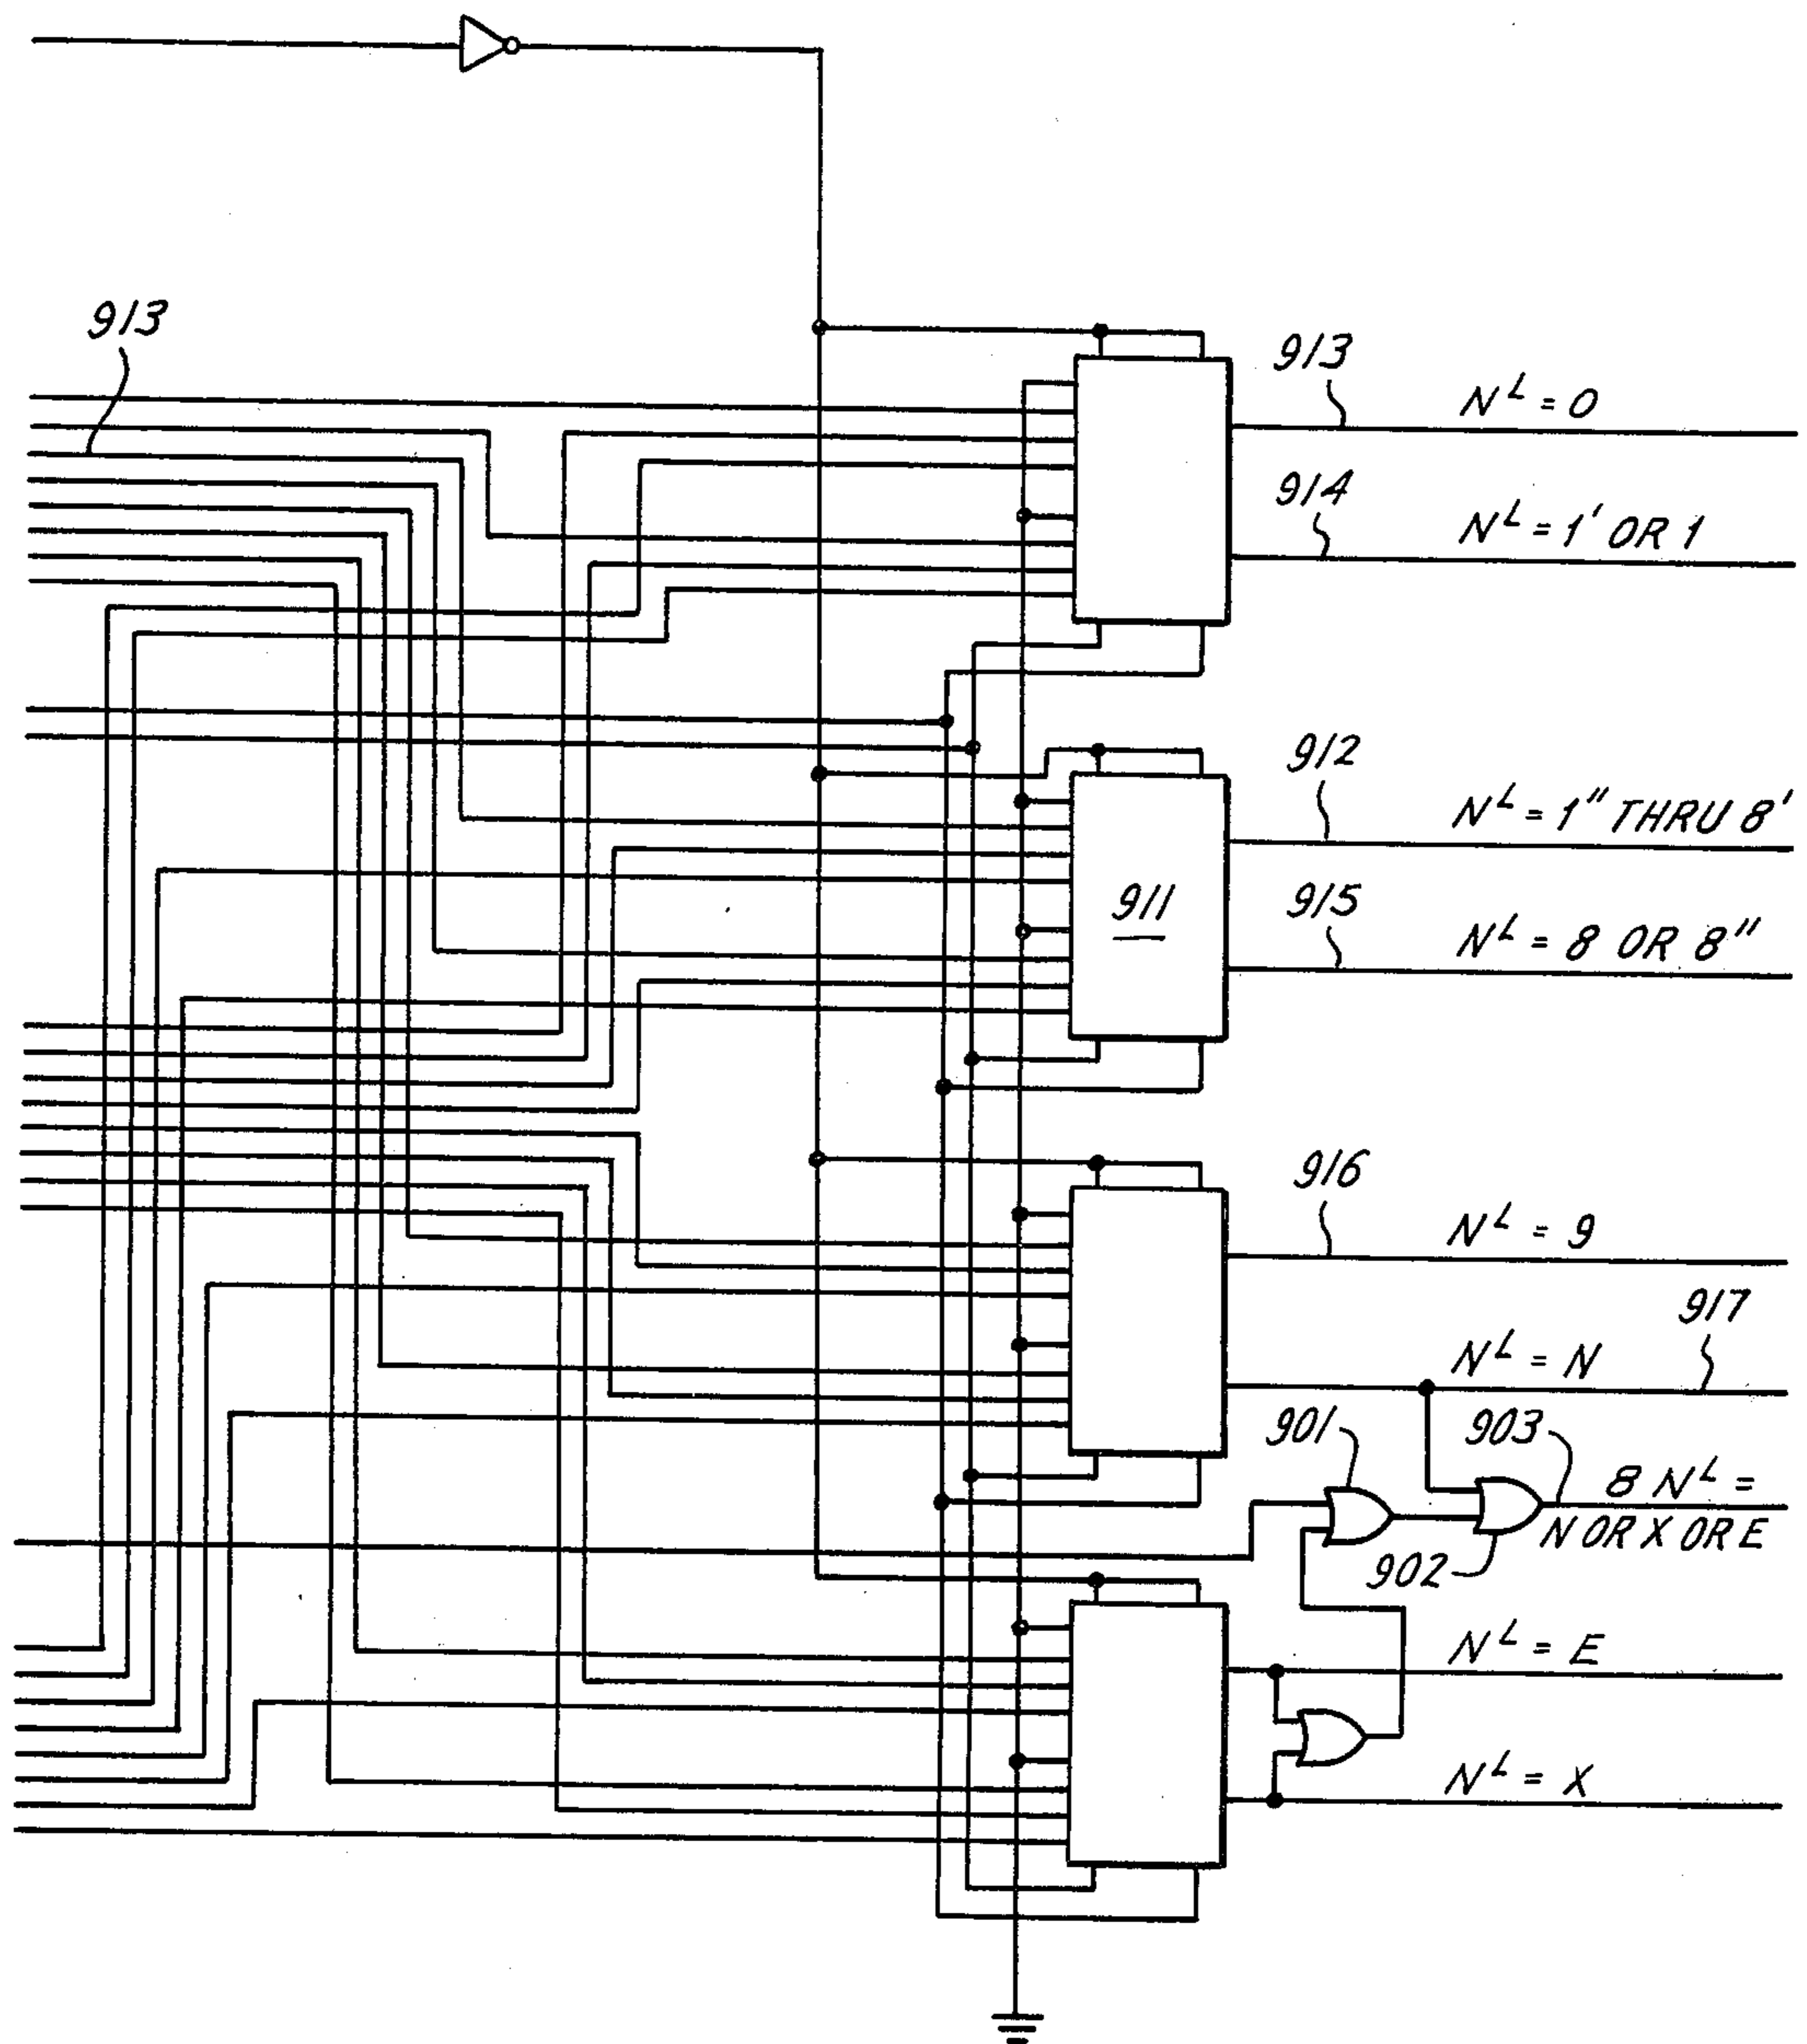 913
913
N^L = 0
914
N^L = 1' OR 1
912
N^L = 1" THRU 8'
911
915
N^L = 8 OR 8"
916
N^L = 9
917
N^L = N
901
903
8 N^L =
N OR X OR E
902
N^L = E
N^L = X